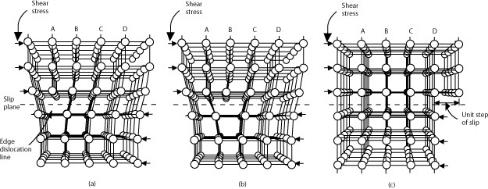 Shear
stress
A B C D
Slip
plane
Edge
dislocation
line
(a)
Shear
stress
A B C D
(b)
Shear
stress
A B C D
Unit step
of slip
(c)